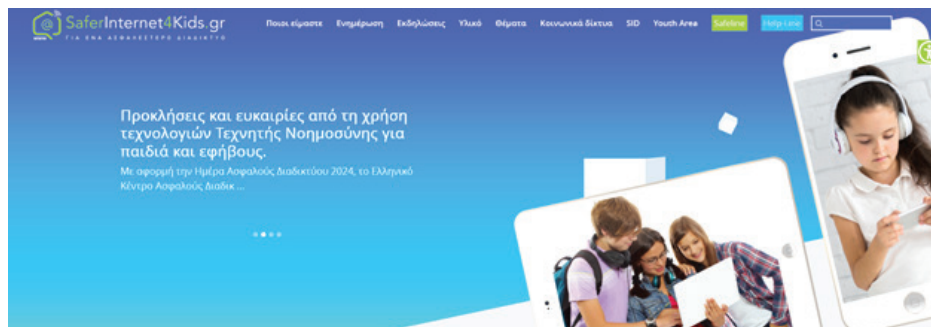 SaferInternet4Kids.gr
ΓΙΑ ΕΝΑ ΑΣΦΑΛΕΣΤΕΡΟ ΔΙΑΔΙΚΤΥΟ
Ποιοι είμαστε Ενημέρωση Εκδηλώσεις Υλικό Θέματα Κοινωνικά δίκτυα SID Youth Area Safeline Help-Line
Προκλήσεις και ευκαιρίες από τη χρήση
τεχνολογιών Τεχνητής Νοημοσύνης για
παιδιά και εφήβους.
Με αφορμή την Ημέρα Ασφαλούς Διαδικτύου 2024, το Ελληνικό
Κέντρο Ασφαλούς Διαδικ ...